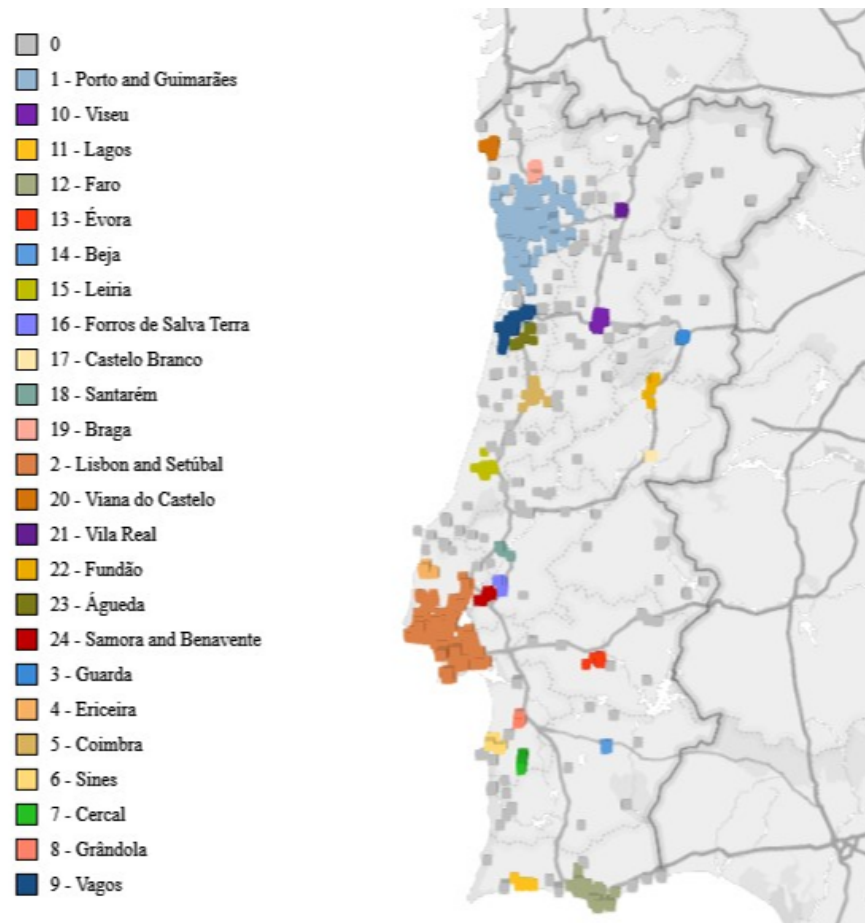 0
1 - Porto and Guimarães
10 - Viseu
11 - Lagos
12 - Faro
13 - Évora
14 - Beja
15 - Leiria
16 - Forros de Salva Terra
17 - Castelo Branco
18 - Santarém
19 - Braga
2 - Lisbon and Setúbal
20 - Viana do Castelo
21 - Vila Real
22 - Fundão
23 - Águeda
24 - Samora and Benavente
3 - Guarda
4 - Ericeira
5 - Coimbra
6 - Sines
7 - Cercal
8 - Grândola
9 - Vagos